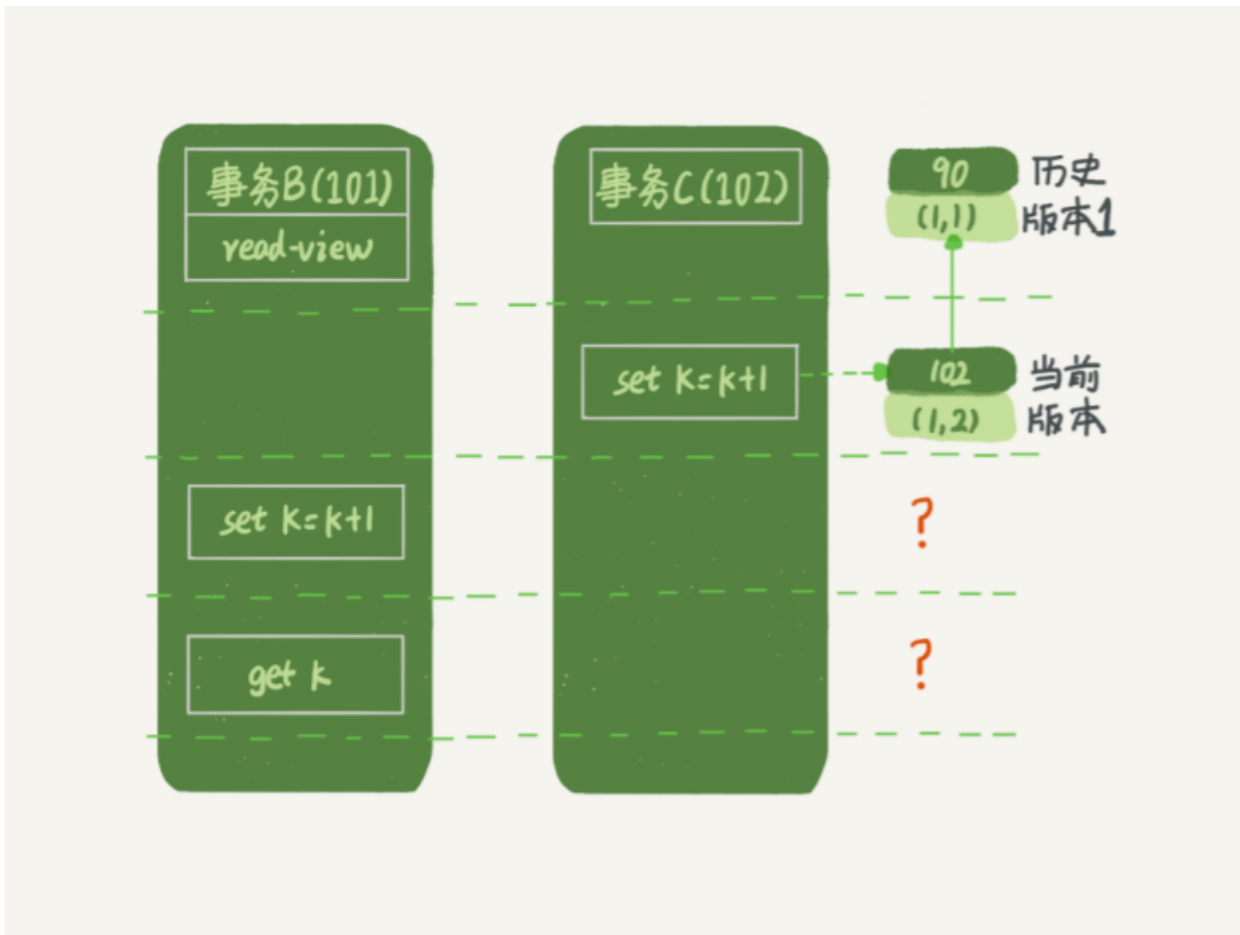 事务B(101)
read-view
事务C(102)
90
(1,1)
历史
版本1
set k=k+1
102
(1,2)
当前
版本
set k=k+1
?
get k
?